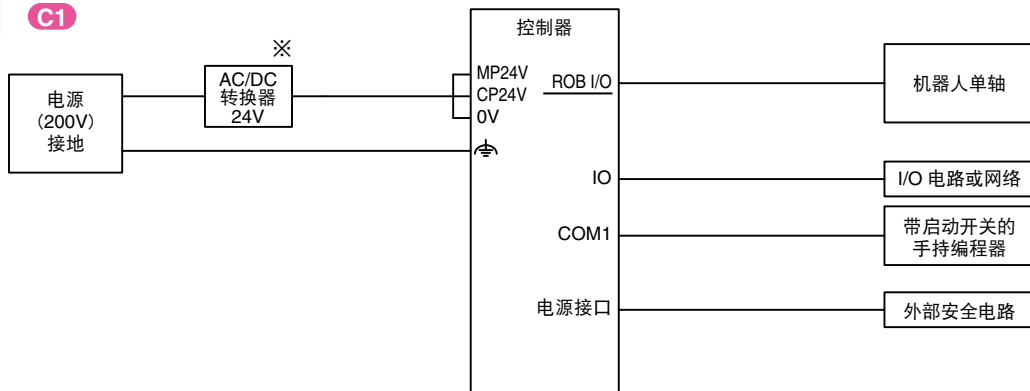 C1
※
控制器
电源
(200V)
接地
AC/DC
转换器
24V
MP24V
CP24V
0V
ROB I/O
机器人单轴
IO
I/O 电路或网络
COM1
带启动开关的
手持编程器
电源接口
外部安全电路